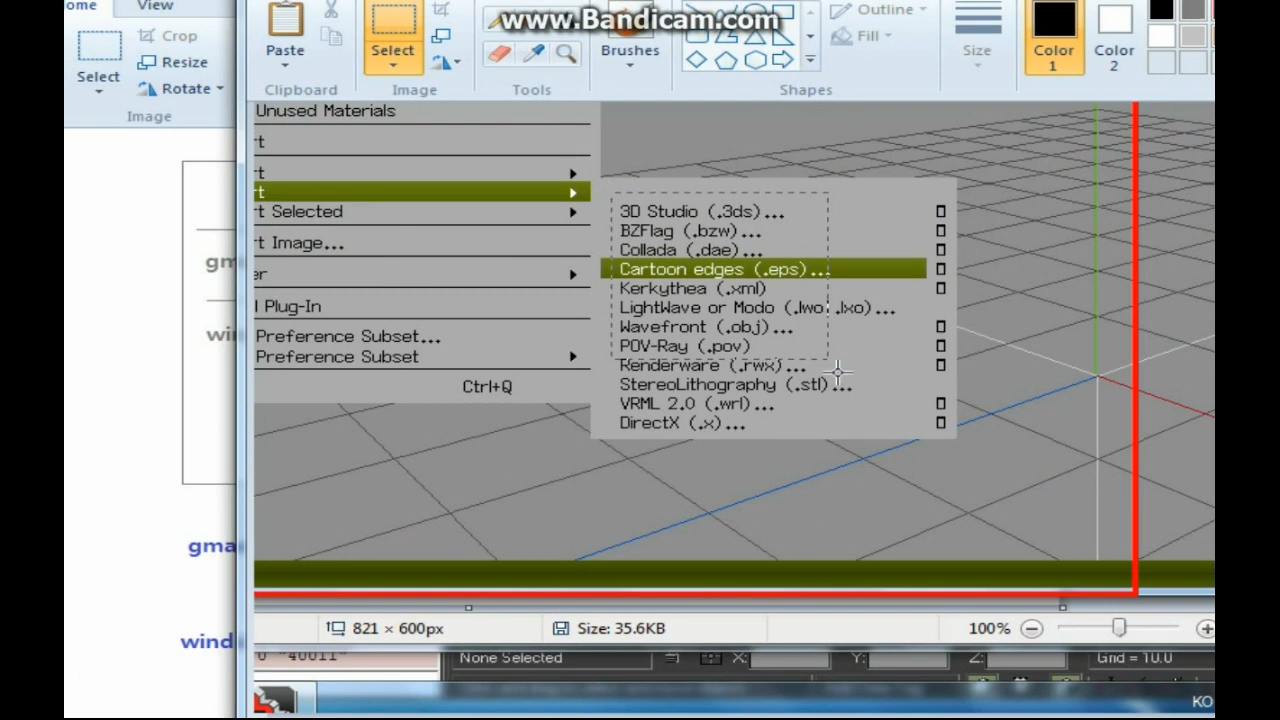 www.Bandicam.com
ome View
Outline
Crop
Fill
Paste Select Brushes Size Color 1 Color 2
Resize
Select
Rotate
Clipboard Image Tools Shapes
Image
Unused Materials
rt
rt
rt
rt Selected
rt Image...
er
l Plug-In
Preference Subset...
Preference Subset
Ctrl+Q
3D Studio (.3ds)...
BZFlag (.bzw)...
Collada (.dae)...
Cartoon edges (.eps)...
Kerkythea (.xml)
LightWave or Modo (.lwo, .lxo)...
Wavefront (.obj)...
POV-Ray (.pov)
Renderware (.rwx)...
StereoLithography (.stl)...
VRML 2.0 (.wrl)...
DirectX (.x)...
gm
win
gma
wind
821 × 600px Size: 35.6KB 100%
"40011" None Selected X: Y: Z: Grid = 10.0
KO